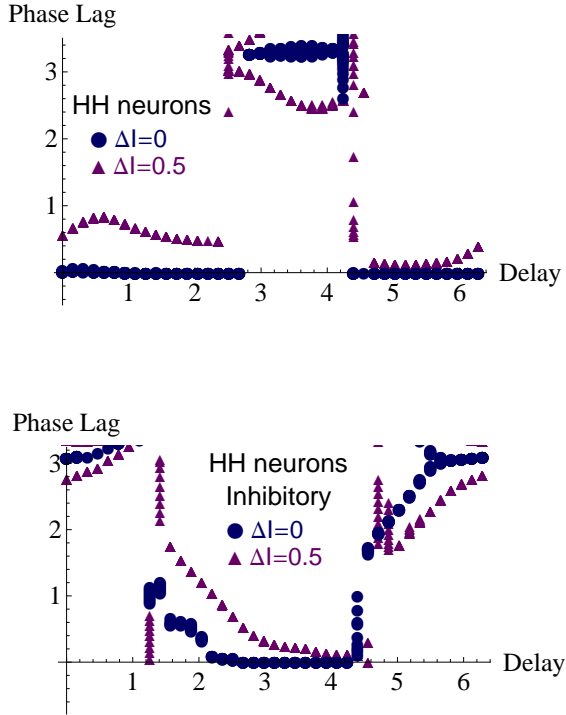 Phase Lag
3
HH neurons
ΔI=0
2
ΔI=0.5
1
1 2 3 4 5 6 Delay
Phase Lag
3
HH neurons
Inhibitory
2
ΔI=0
ΔI=0.5
1
1 2 3 4 5 6 Delay